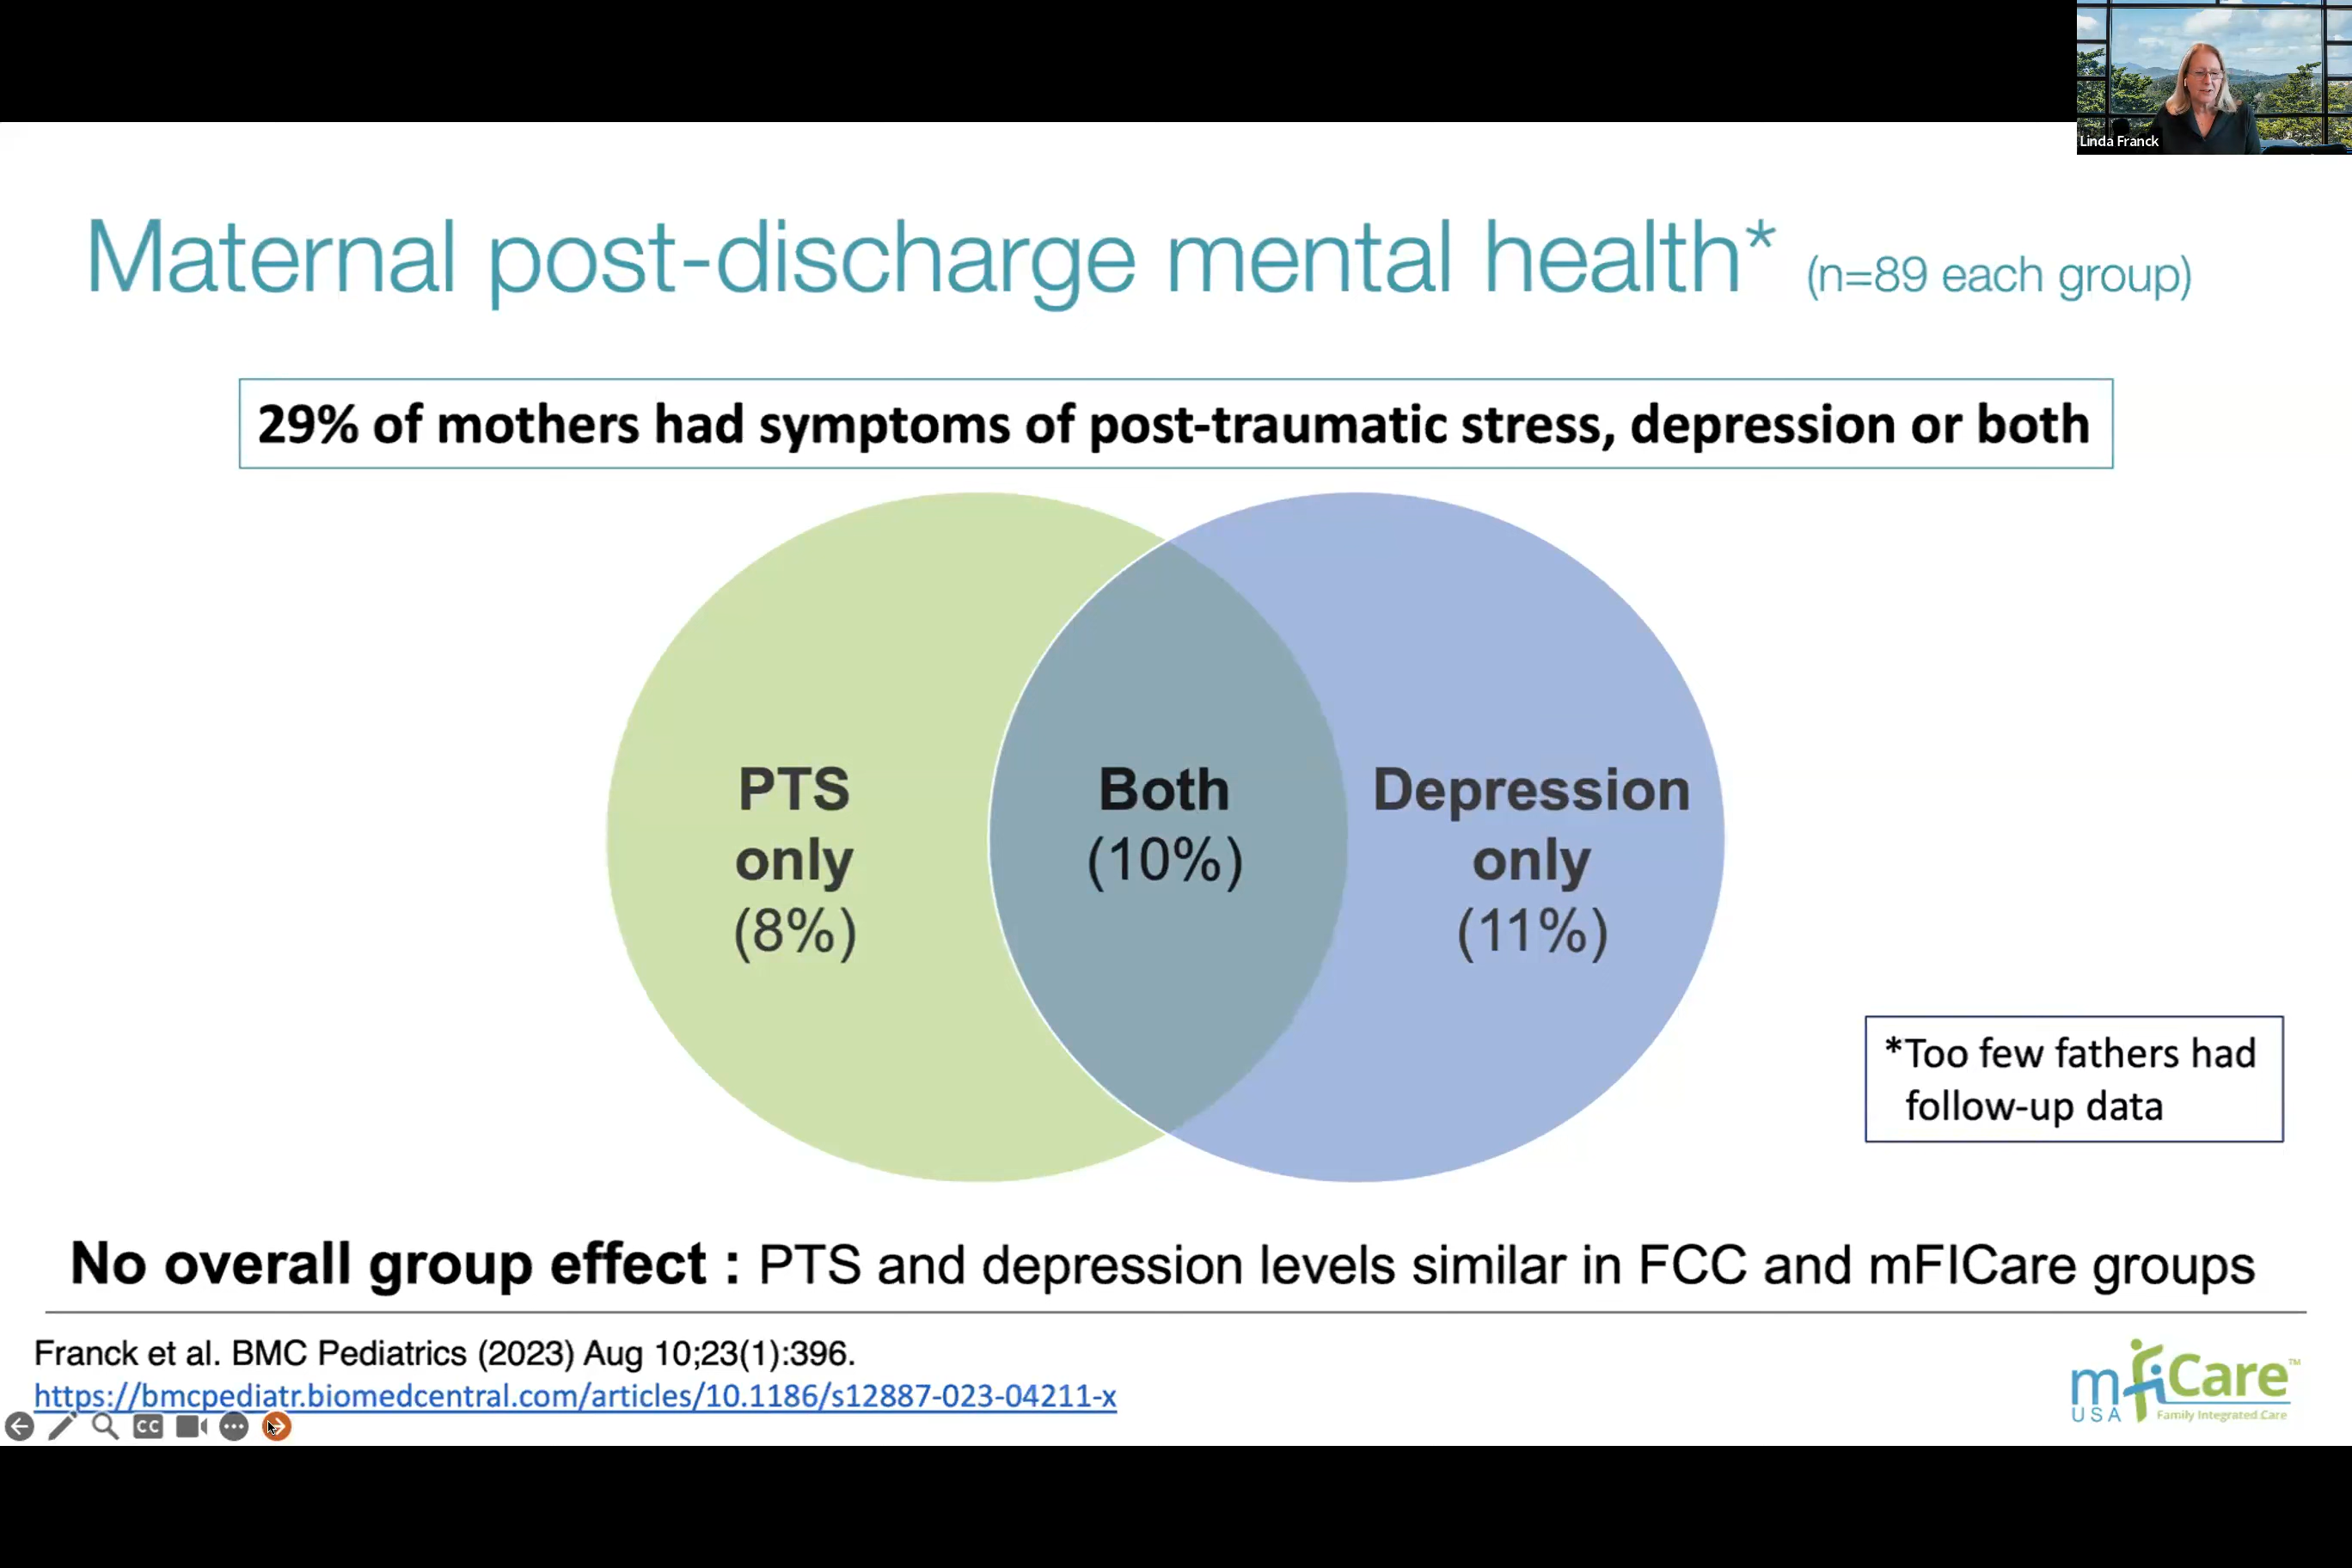 Linda Franck
Maternal post-discharge mental health* (n=89 each group)
29% of mothers had symptoms of post-traumatic stress, depression or both
PTS
only
(8%)
Both
(10%)
Depression
only
(11%)
*Too few fathers had
follow-up data
No overall group effect : PTS and depression levels similar in FCC and mFICare groups
Franck et al. BMC Pediatrics (2023) Aug 10;23(1):396.
https://bmcpediatr.biomedcentral.com/articles/10.1186/s12887-023-04211-x
CC
mfiCare™
USA Family Integrated Care